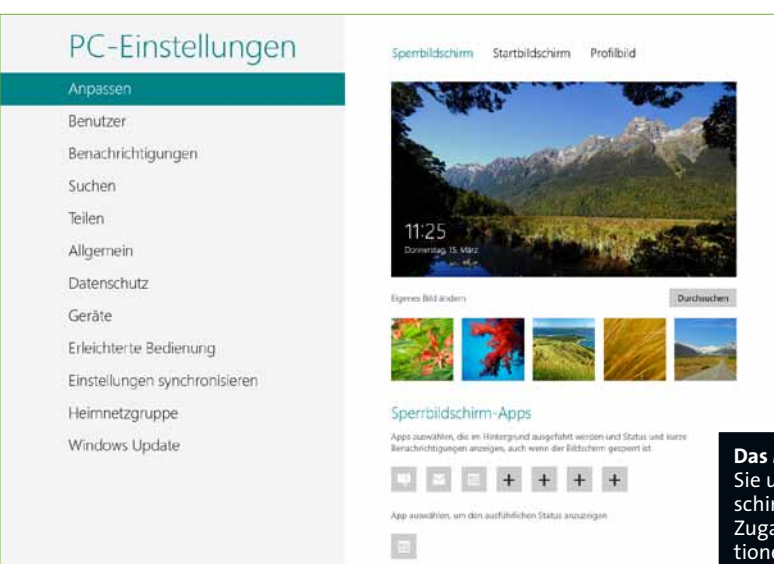 PC-Einstellungen
Anpassen
Benutzer
Benachrichtigungen
Suchen
Teilen
Allgemein
Datenschutz
Geräte
Erleichterte Bedienung
Einstellungen synchronisieren
Heimnetzgruppe
Windows Update
Sperrbildschirm Startbildschirm Profilbild
11:25
Donnerstag, 15. März
Eigenes Bild ändern
Durchsuchen
Sperrbildschirm-Apps
Apps auswählen, die im Hintergrund ausgeführt werden und Status und kurze
Benachrichtigungen anzeigen, auch wenn der Bildschirm gesperrt ist
App auswählen, um den ausführlichen Status anzuzeigen
Das
Sie u
schir
Zuga
tione